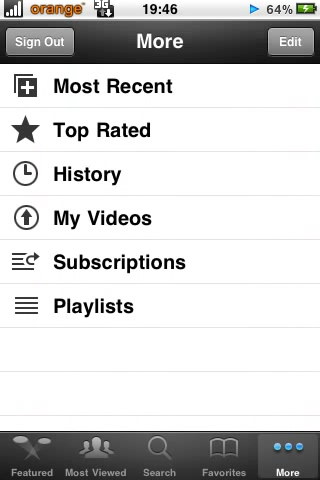 orange™ 3G 19:46 64%
Sign Out More Edit
Most Recent
Top Rated
History
My Videos
Subscriptions
Playlists
Featured Most Viewed Search Favorites More